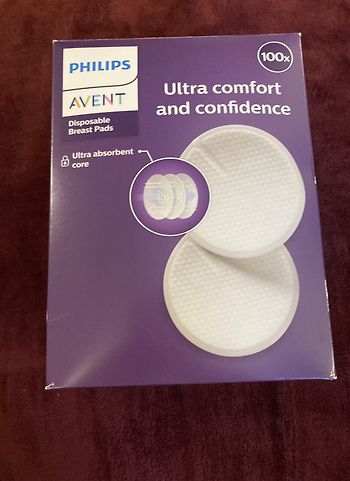 PHILIPS
AVENT
Disposable
Breast Pads
100x
Ultra comfort
and confidence
Ultra absorbent
core